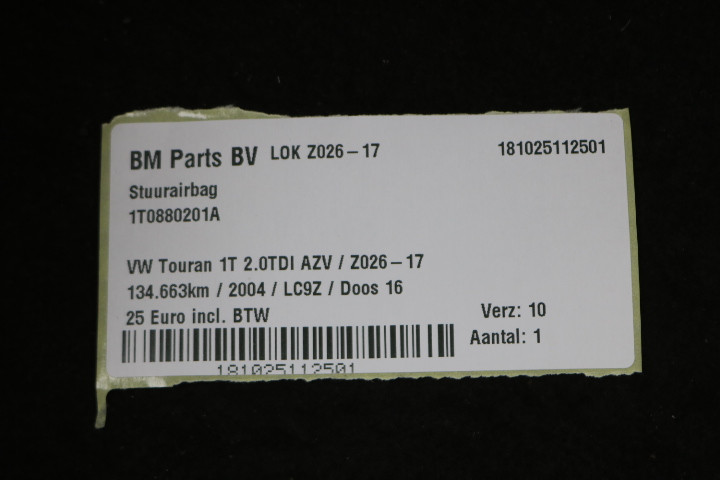 BM Parts BV LOK Z026-17 181025112501
Stuurairbag
1T0880201A
VW Touran 1T 2.0TDI AZV / Z026-17
134.663km / 2004 / LC9Z / Doos 16
25 Euro incl. BTW Verz: 10
Aantal: 1
181025112501